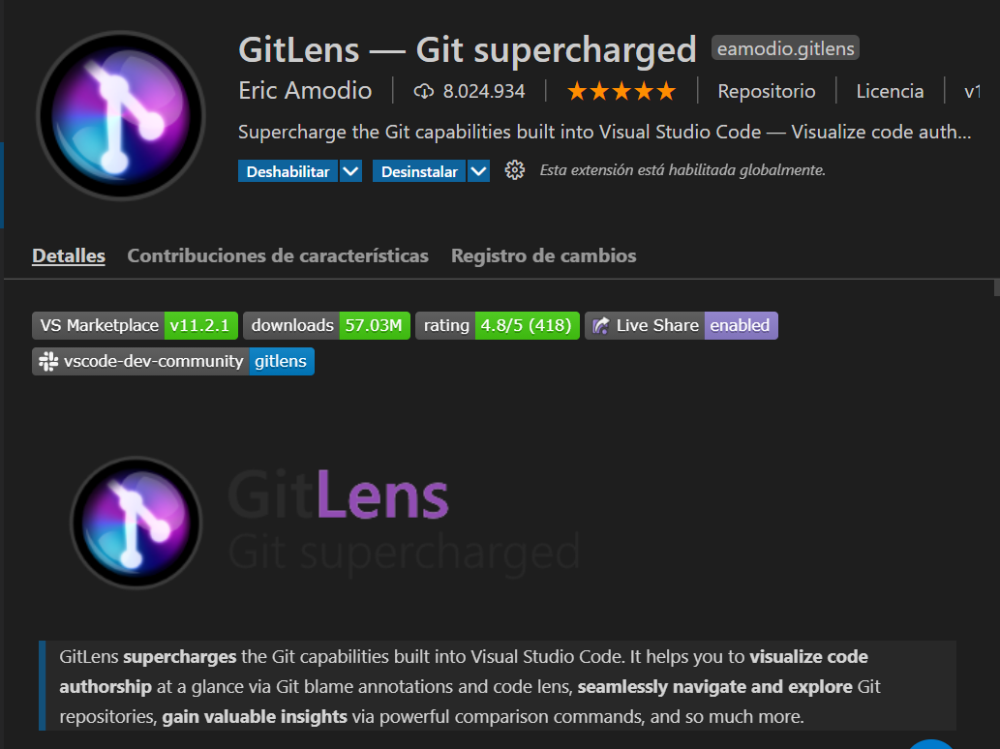 GitLens — Git supercharged eamodio.gitlens
Eric Amodio 8.024.934 Repositorio Licencia v1
Supercharge the Git capabilities built into Visual Studio Code — Visualize code auth...
Deshabilitar Desinstalar Esta extensión está habilitada globalmente.
Detalles Contribuciones de características Registro de cambios
VS Marketplace v11.2.1 downloads 57.03M rating 4.8/5 (418) Live Share enabled
vscode-dev-community gitlens
GitLens
Git supercharged
GitLens supercharges the Git capabilities built into Visual Studio Code. It helps you to visualize code
authorship at a glance via Git blame annotations and code lens, seamlessly navigate and explore Git
repositories, gain valuable insights via powerful comparison commands, and so much more.